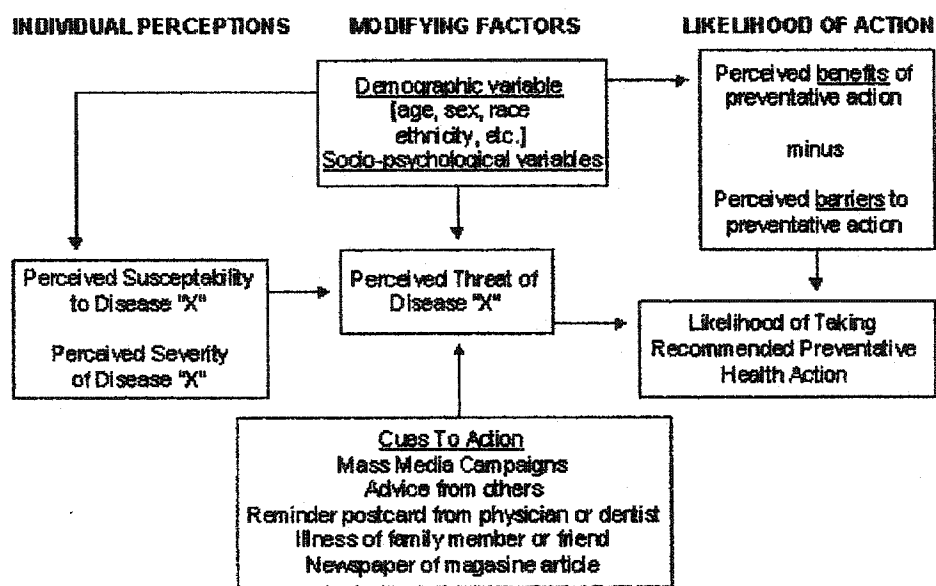 INDIVIDUAL PERCEPTIONS
MODIFYING FACTORS
LIKELIHOOD OF ACTION
Demographic variable
[age, sex, race
ethnicity, etc.]
Socio-psychological variables
Perceived benefits of
preventative action
minus
Perceived barriers to
preventative action
Perceived Susceptability
to Disease "X"
Perceived Severity
of Disease "X"
Perceived Threat of
Disease "X"
Likelihood of Taking
Recommended Preventative
Health Action
Cues To Action
Mass Media Campaigns
Advice from others
Reminder postcard from physician or dentist
Illness of family member or friend
Newspaper of magasine article